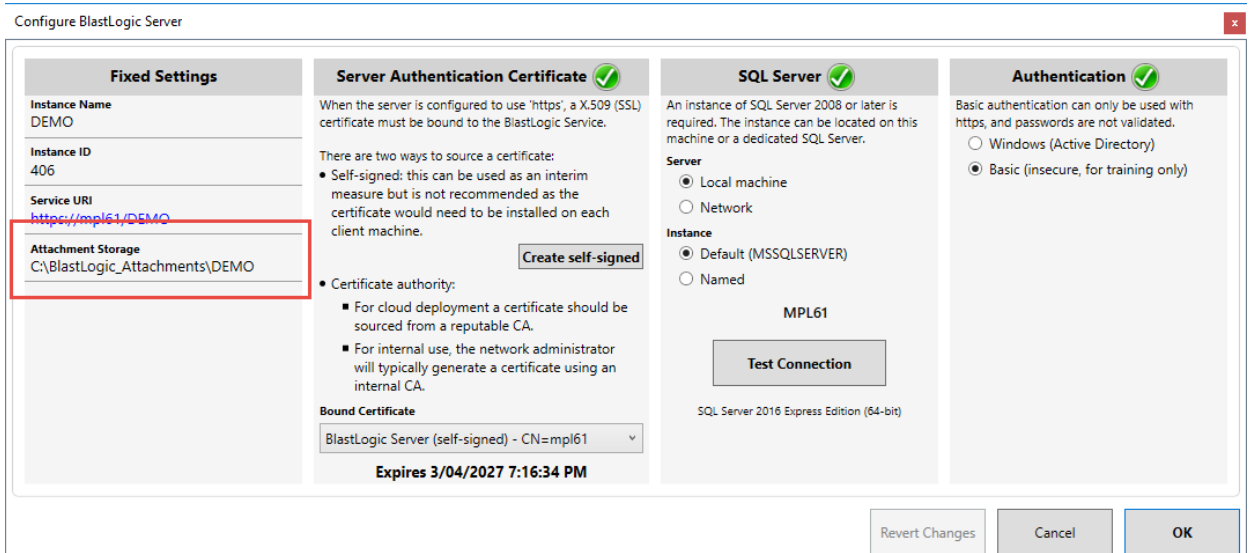 Configure BlastLogic Server
x
Fixed Settings
Instance Name
DEMO
Instance ID
406
Service URI
https://mpl61/DEMO
Attachment Storage
C:\BlastLogic_Attachments\DEMO
Server Authentication Certificate
When the server is configured to use 'https', a X.509 (SSL)
certificate must be bound to the BlastLogic Service.
There are two ways to source a certificate:
• Self-signed: this can be used as an interim
measure but is not recommended as the
certificate would need to be installed on each
client machine.
Create self-signed
• Certificate authority:
▪ For cloud deployment a certificate should be
sourced from a reputable CA.
▪ For internal use, the network administrator
will typically generate a certificate using an
internal CA.
Bound Certificate
BlastLogic Server (self-signed) - CN=mpl61
Expires 3/04/2027 7:16:34 PM
SQL Server
An instance of SQL Server 2008 or later is
required. The instance can be located on this
machine or a dedicated SQL Server.
Server
Local machine
Network
Instance
Default (MSSQLSERVER)
Named
MPL61
Test Connection
SQL Server 2016 Express Edition (64-bit)
Authentication
Basic authentication can only be used with
https, and passwords are not validated.
Windows (Active Directory)
Basic (insecure, for training only)
Revert Changes
Cancel
OK